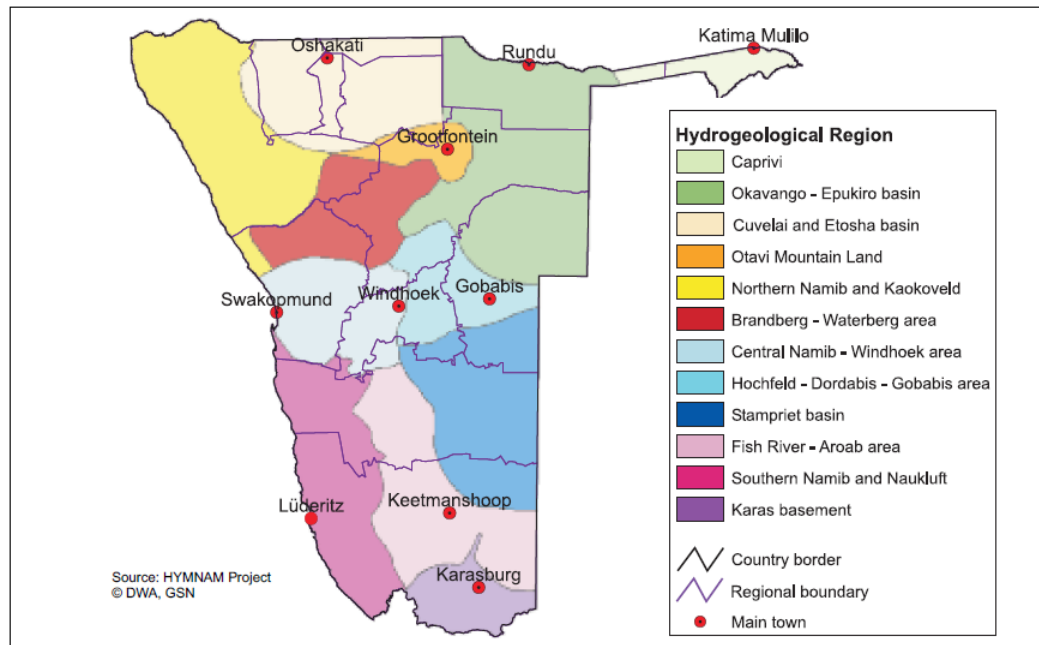 Katima Mulilo
Oshakati
Rundu
Grootfontein
Swakopmund
Windhoek
Gobabis
Lüderitz
Keetmanshoop
Karasburg
Source: HYMNAM Project
© DWA, GSN
Hydrogeological Region
Caprivi
Okavango - Epukiro basin
Cuvelai and Etosha basin
Otavi Mountain Land
Northern Namib and Kaokoveld
Brandberg - Waterberg area
Central Namib - Windhoek area
Hochfeld - Dordabis - Gobabis area
Stampriet basin
Fish River - Aroab area
Southern Namib and Naukluft
Karas basement
Country border
Regional boundary
Main town